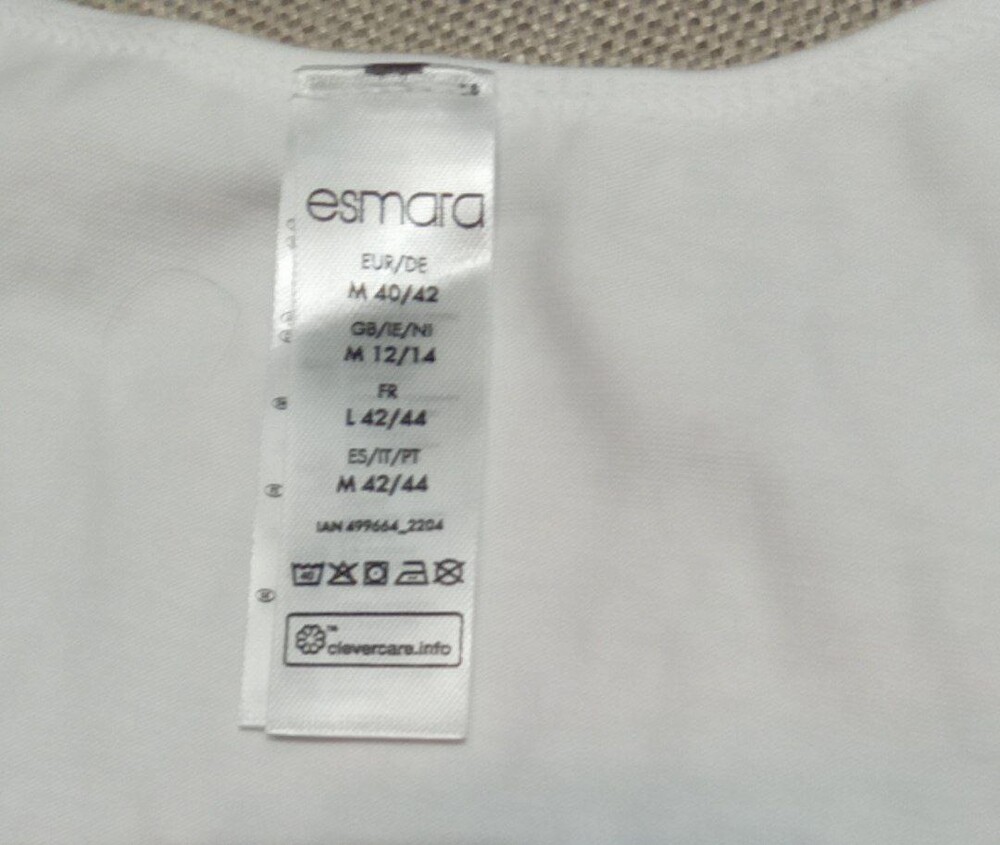 esmara
EUR/DE
M 40/42
GB/IE/NI
M 12/14
FR
L 42/44
ES/IT/PT
M 42/44
IAN 499664_2204
40
clevercare.info